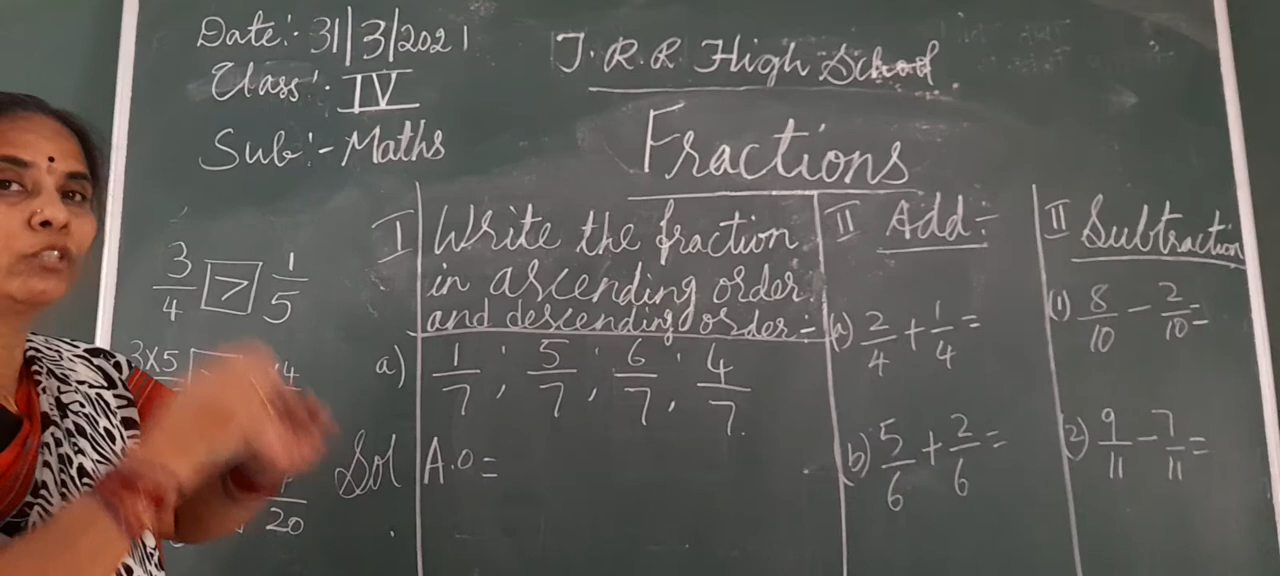 Date:- 31|3|2021
Class:- IV
Sub:- Maths
J.R.R High School
Fractions
3/4 > 1/5
3×5
4
20
I Write the fraction
in ascending order
and descending order:-
a) 1/7, 5/7, 6/7, 4/7
Sol A.O=
II Add:-
a) 2/4 + 1/4 =
b) 5/6 + 2/6 =
II Subtraction
1) 8/10 - 2/10 =
2) 9/11 - 7/11 =